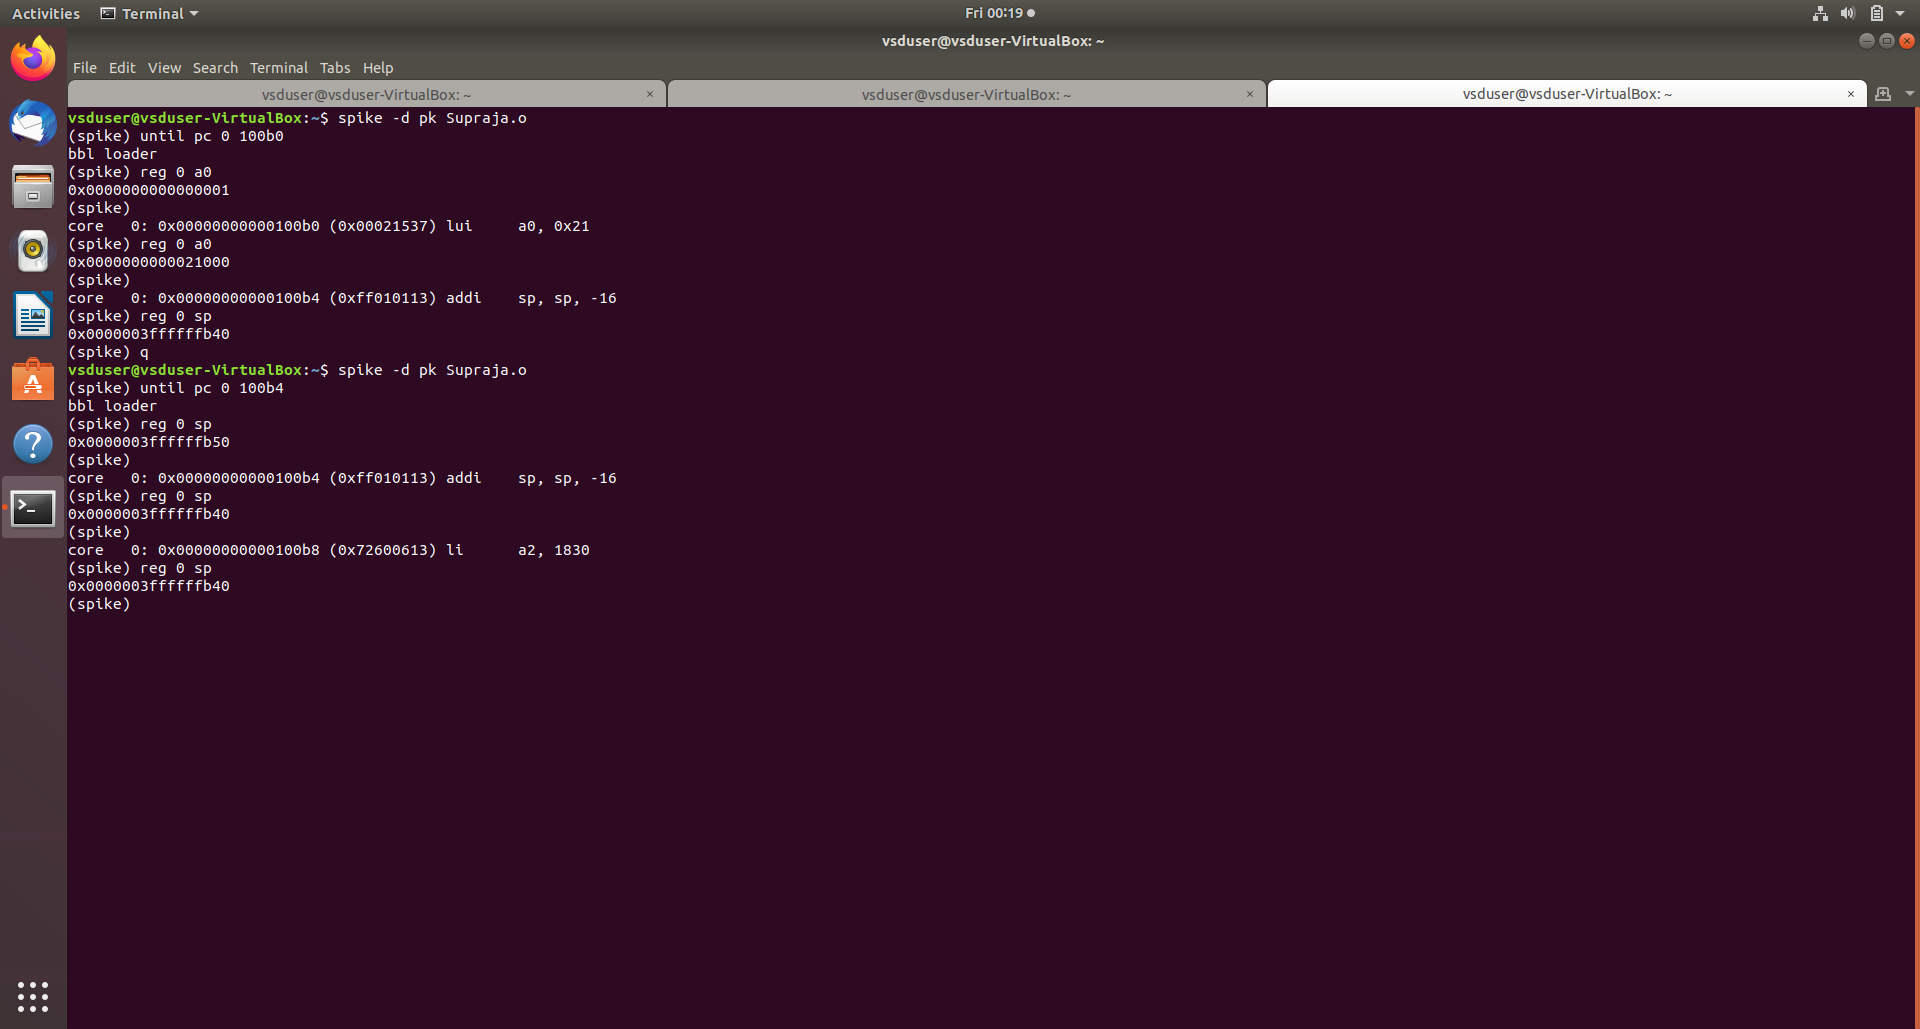 Activities Terminal Fri 00:19
vsduser@vsduser-VirtualBox: ~
File Edit View Search Terminal Tabs Help
vsduser@vsduser-VirtualBox: ~ × vsduser@vsduser-VirtualBox: ~ × vsduser@vsduser-VirtualBox: ~ ×
vsduser@vsduser-VirtualBox:~$ spike -d pk Supraja.o
(spike) until pc 0 100b0
bbl loader
(spike) reg 0 a0
0x0000000000000001
(spike)
core   0: 0x00000000000100b0 (0x00021537) lui     a0, 0x21
(spike) reg 0 a0
0x0000000000021000
(spike)
core   0: 0x00000000000100b4 (0xff010113) addi    sp, sp, -16
(spike) reg 0 sp
0x0000003ffffffb40
(spike) q
vsduser@vsduser-VirtualBox:~$ spike -d pk Supraja.o
(spike) until pc 0 100b4
bbl loader
(spike) reg 0 sp
0x0000003ffffffb50
(spike)
core   0: 0x00000000000100b4 (0xff010113) addi    sp, sp, -16
(spike) reg 0 sp
0x0000003ffffffb40
(spike)
core   0: 0x00000000000100b8 (0x72600613) li      a2, 1830
(spike) reg 0 sp
0x0000003ffffffb40
(spike)